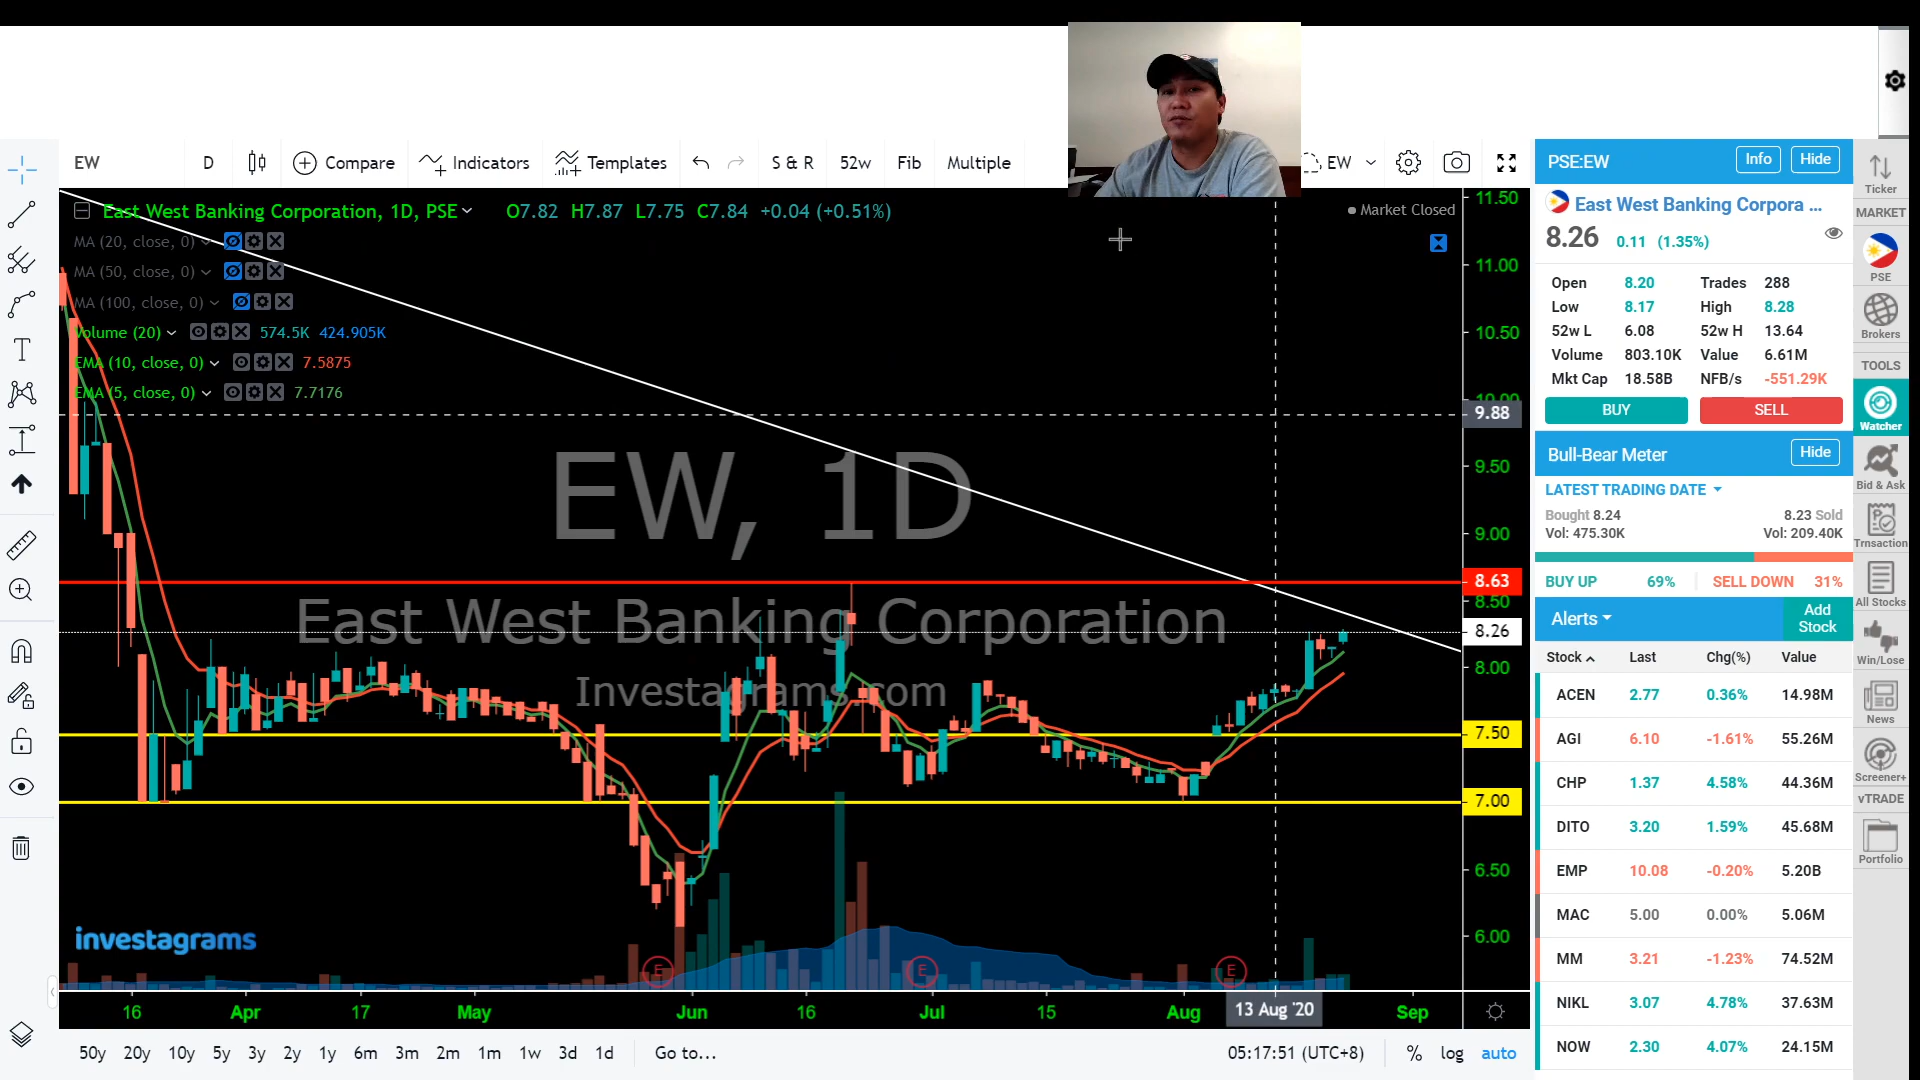 EW D Compare Indicators Templates S & R 52w Fib Multiple EW
East West Banking Corporation, 1D, PSE O7.82 H7.87 L7.75 C7.84 +0.04 (+0.51%)
Market Closed
MA (20, close, 0)
MA (50, close, 0)
MA (100, close, 0)
Volume (20) 574.5K 424.905K
EMA (10, close, 0) 7.5875
EMA (5, close, 0) 7.7176
EW, 1D
East West Banking Corporation
Investagrams.com
investagrams
11.50
11.00
10.50
10.00
9.88
9.50
9.00
8.63
8.50
8.26
8.00
7.50
7.00
6.50
6.00
E E E
16 Apr 17 May Jun 16 Jul 15 Aug 13 Aug '20 Sep
50y 20y 10y 5y 3y 2y 1y 6m 3m 2m 1m 1w 3d 1d Go to... 05:17:51 (UTC+8) % log auto
PSE:EW Info Hide
East West Banking Corpora ...
8.26 0.11 (1.35%)
Open 8.20 Trades 288
Low 8.17 High 8.28
52w L 6.08 52w H 13.64
Volume 803.10K Value 6.61M
Mkt Cap 18.58B NFB/s -551.29K
BUY SELL
Bull-Bear Meter Hide
LATEST TRADING DATE
Bought 8.24 8.23 Sold
Vol: 475.30K Vol: 209.40K
BUY UP 69% SELL DOWN 31%
Alerts Add Stock
Stock Last Chg(%) Value
ACEN 2.77 0.36% 14.98M
AGI 6.10 -1.61% 55.26M
CHP 1.37 4.58% 44.36M
DITO 3.20 1.59% 45.68M
EMP 10.08 -0.20% 5.20B
MAC 5.00 0.00% 5.06M
MM 3.21 -1.23% 74.52M
NIKL 3.07 4.78% 37.63M
NOW 2.30 4.07% 24.15M
Ticker
MARKET
PSE
Brokers
TOOLS
Watcher
Bid & Ask
Trnsaction
All Stocks
Win/Lose
News
Screener+
vTRADE
Portfolio